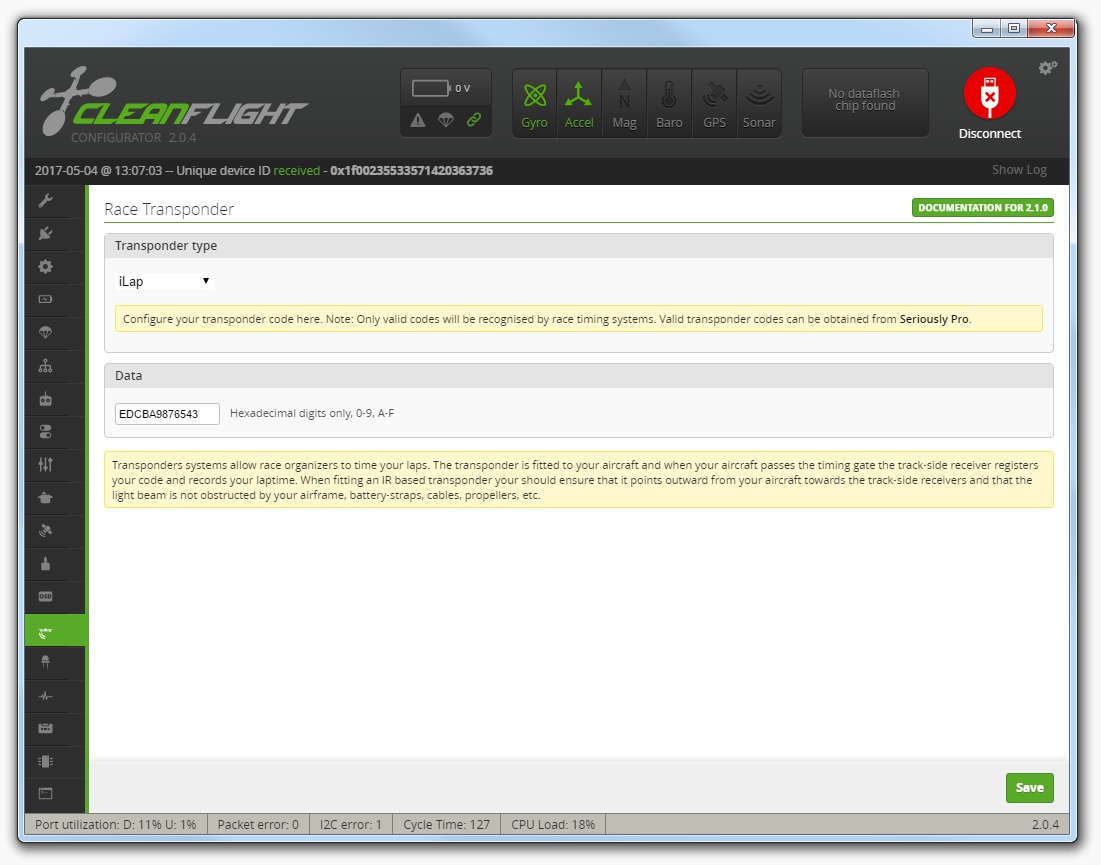 CLEANFLIGHT
CONFIGURATOR 2.0.4
0 V
Gyro
Accel
N
Mag
Baro
GPS
Sonar
No dataflash
chip found
Disconnect
2017-05-04 @ 13:07:03 -- Unique device ID received - 0x1f00235533571420363736
Show Log
Race Transponder
DOCUMENTATION FOR 2.1.0
Transponder type
iLap
Configure your transponder code here. Note: Only valid codes will be recognised by race timing systems. Valid transponder codes can be obtained from Seriously Pro.
Data
EDCBA9876543 Hexadecimal digits only, 0-9, A-F
Transponders systems allow race organizers to time your laps. The transponder is fitted to your aircraft and when your aircraft passes the timing gate the track-side receiver registers
your code and records your laptime. When fitting an IR based transponder your should ensure that it points outward from your aircraft towards the track-side receivers and that the
light beam is not obstructed by your airframe, battery-straps, cables, propellers, etc.
OSD
Save
Port utilization: D: 11% U: 1%
Packet error: 0
I2C error: 1
Cycle Time: 127
CPU Load: 18%
2.0.4